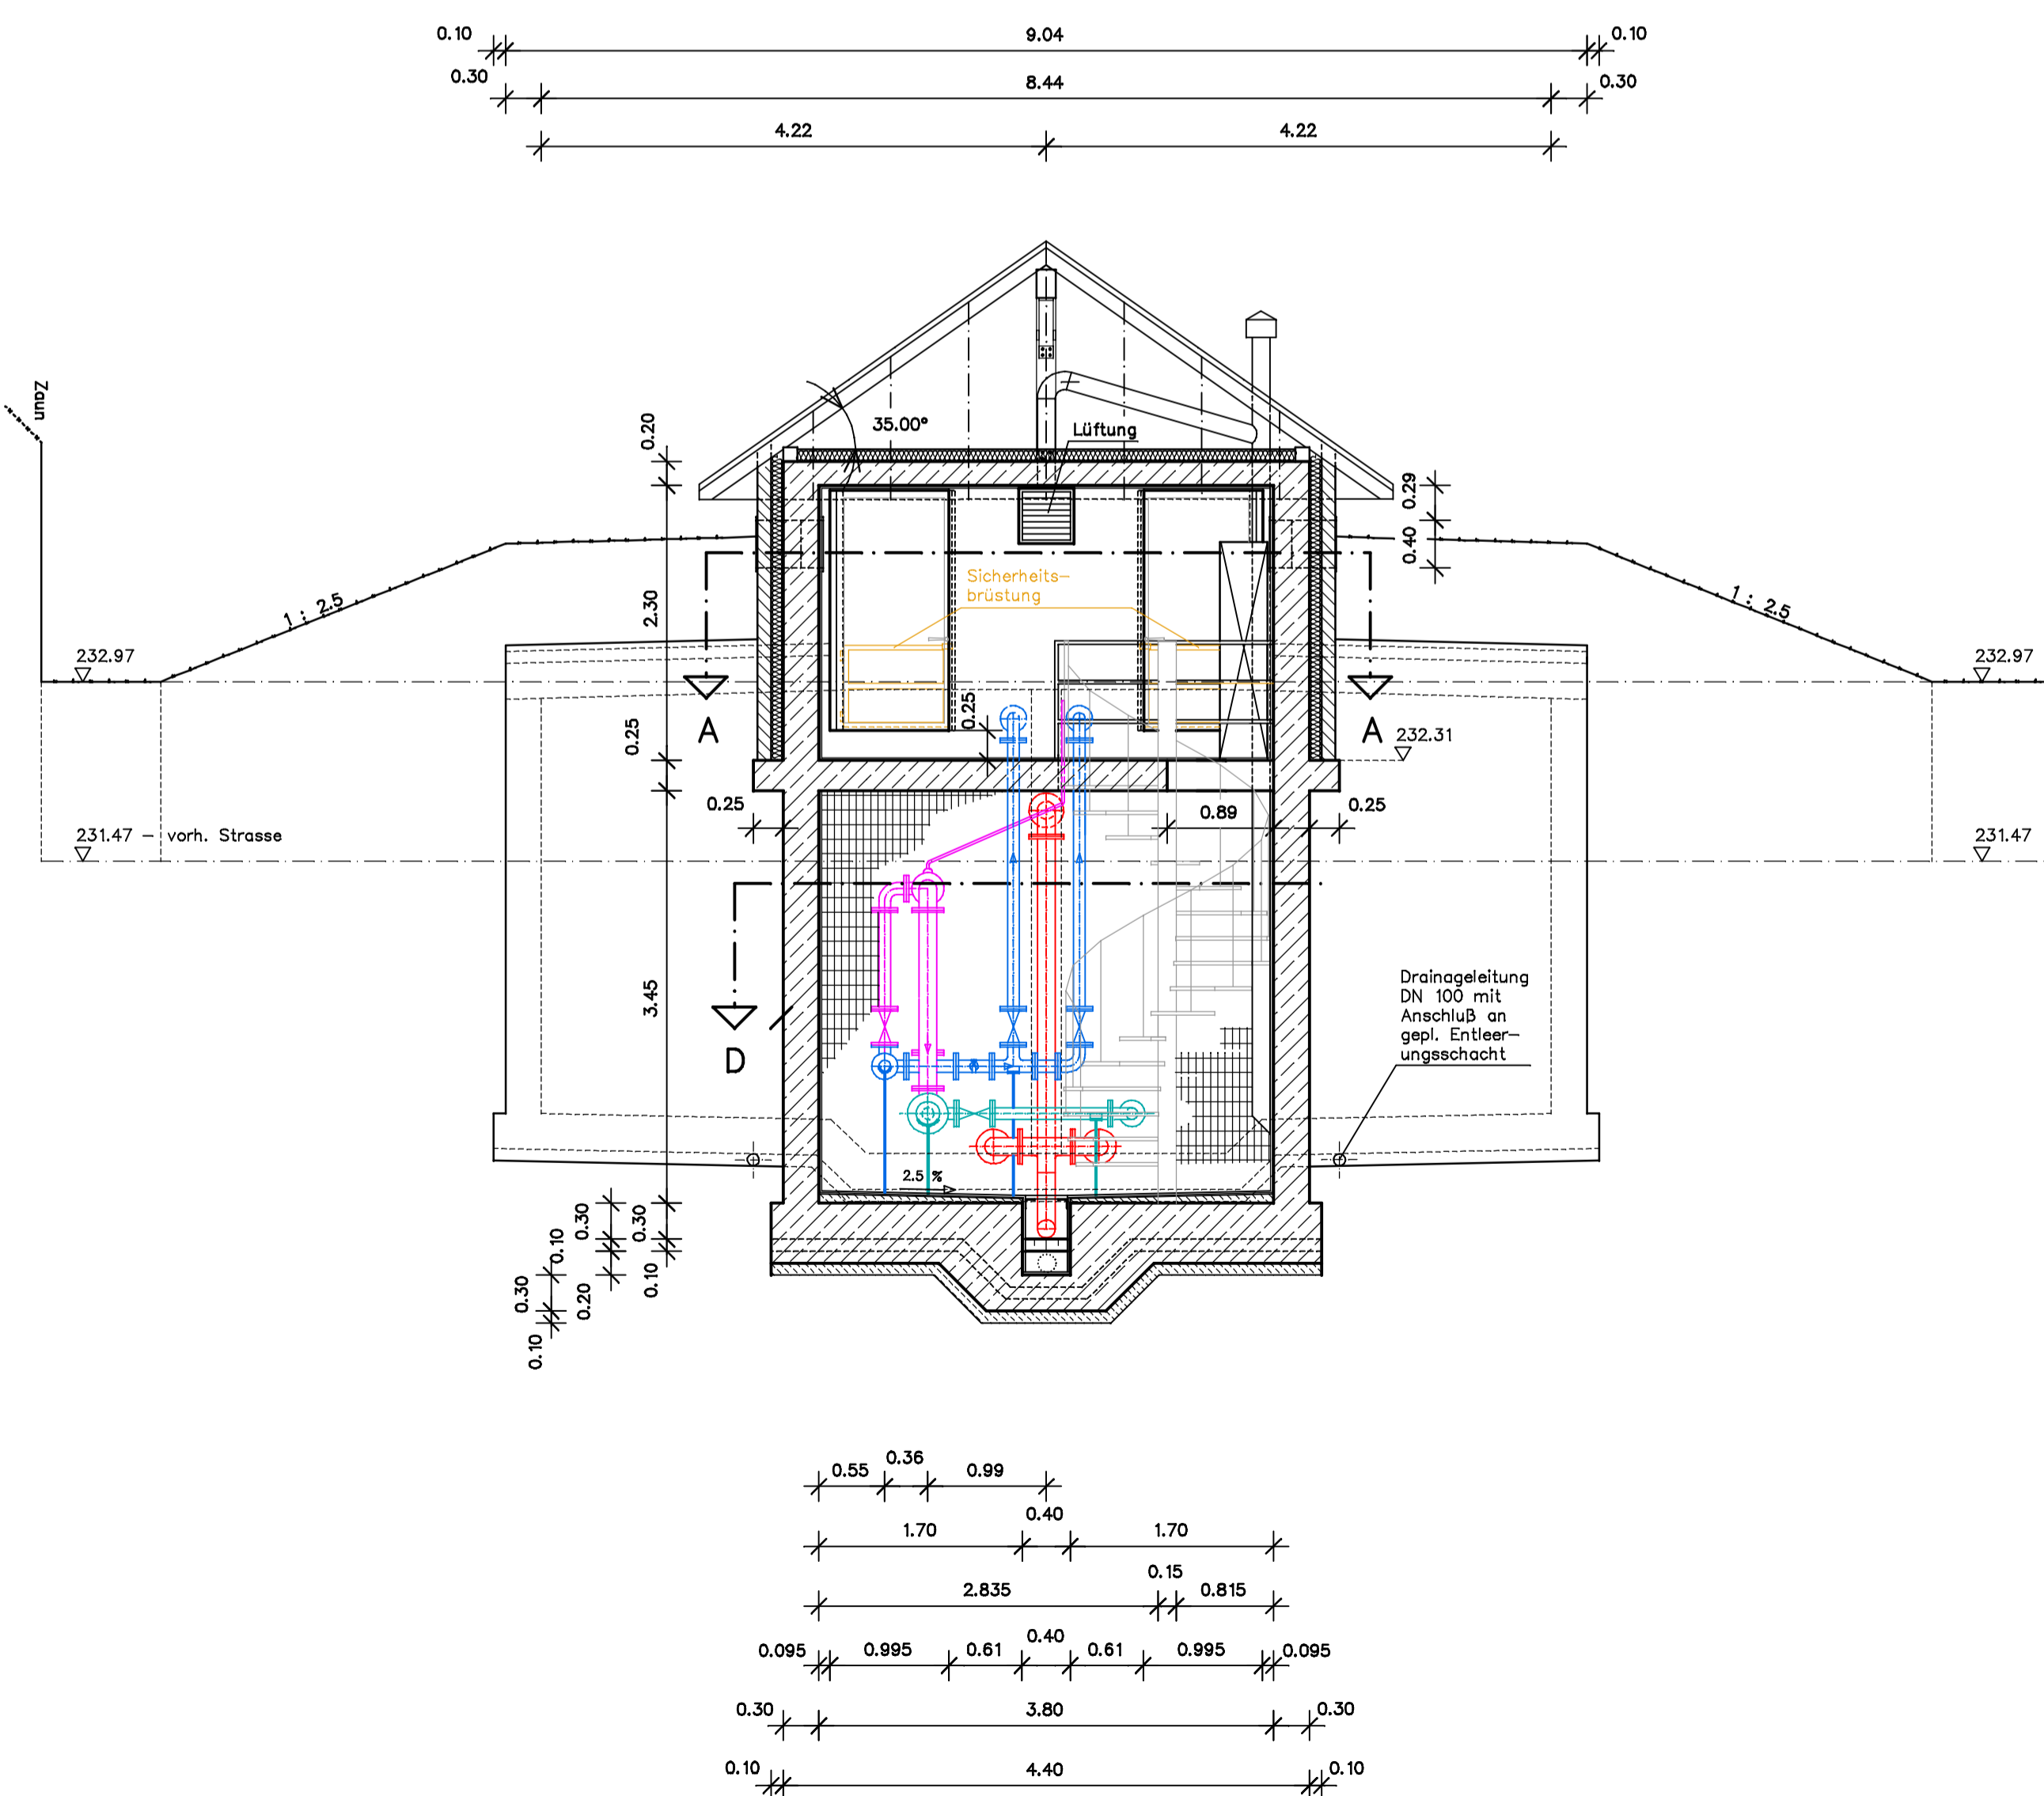 0.10 9.04 0.10
0.30 8.44 0.30
4.22 4.22
Zaun
0.20
35.00°
Lüftung
0.29
0.40
Sicherheits-
brüstung
1 : 2.5
1 : 2.5
2.30
232.97
232.97
A
A
0.25
0.25
232.31
0.25
0.89
0.25
231.47 - vorh. Strasse
231.47
3.45
D
Drainageleitung
DN 100 mit
Anschluß an
gepl. Entleer-
ungsschacht
2.5 %
0.30
0.30
0.10
0.10
0.20
0.30
0.10
0.55 0.36 0.99
0.40
1.70 1.70
0.15
2.835 0.815
0.40
0.095 0.995 0.61 0.61 0.995 0.095
0.30 3.80 0.30
0.10 4.40 0.10